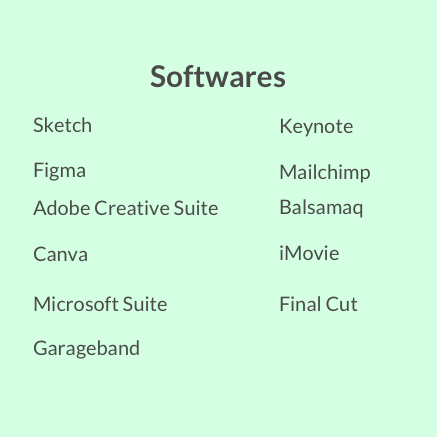 Softwares
Sketch
Figma
Adobe Creative Suite
Canva
Microsoft Suite
Garageband
Keynote
Mailchimp
Balsamaq
iMovie
Final Cut